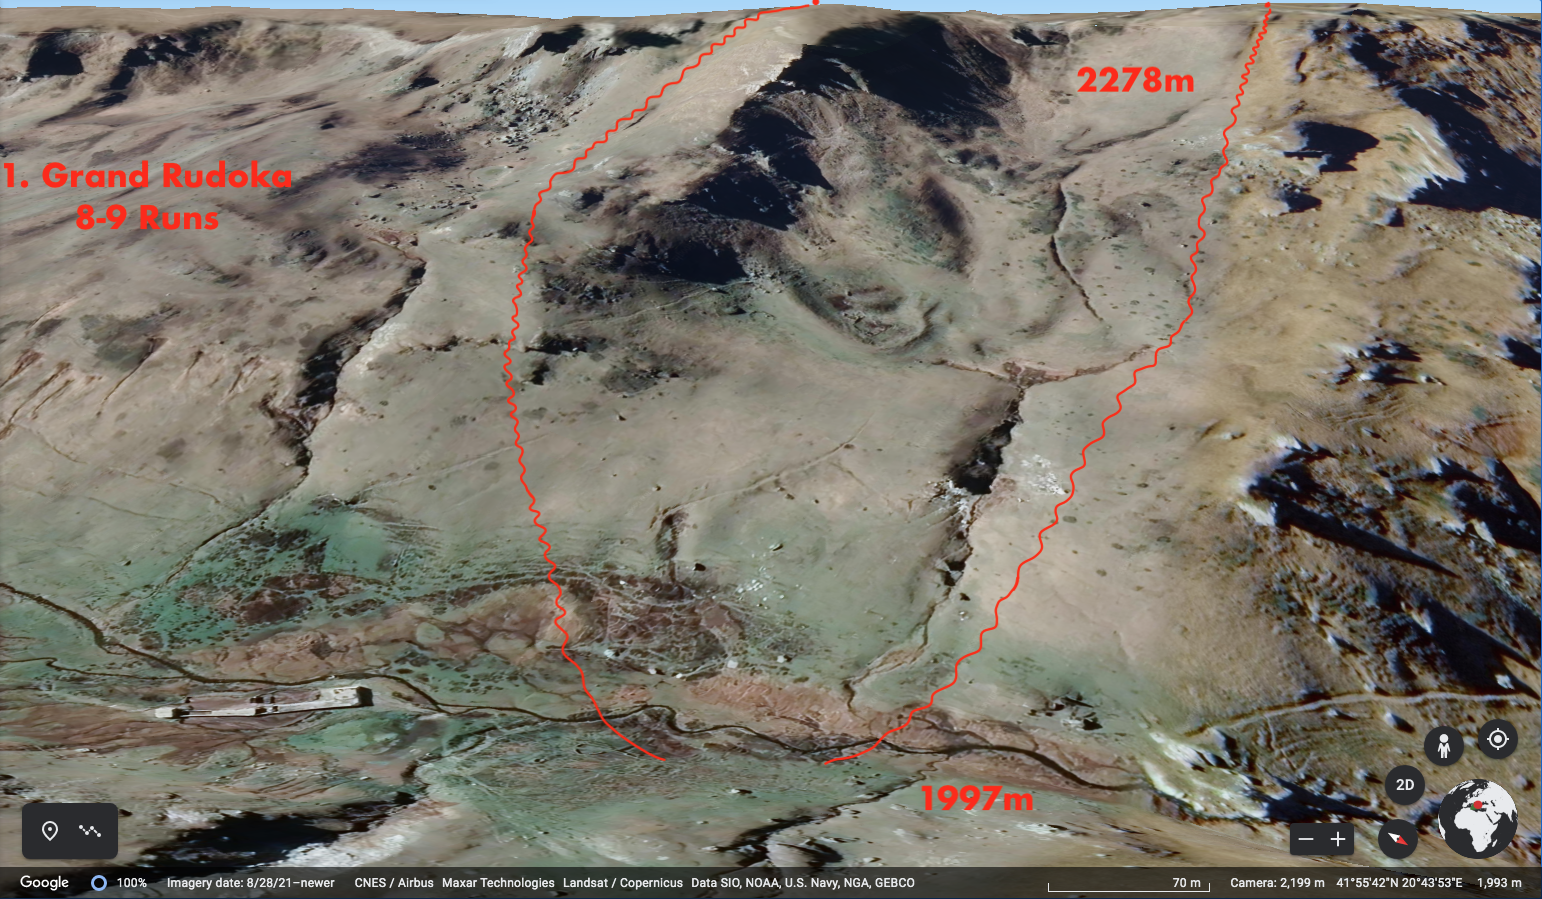 2278m
1. Grand Rudoka
8-9 Runs
1997m
2D
Google 100% Imagery date: 8/28/21–newer CNES / Airbus Maxar Technologies Landsat / Copernicus Data SIO, NOAA, U.S. Navy, NGA, GEBCO 70 m Camera: 2,199 m 41°55'42"N 20°43'53"E 1,993 m